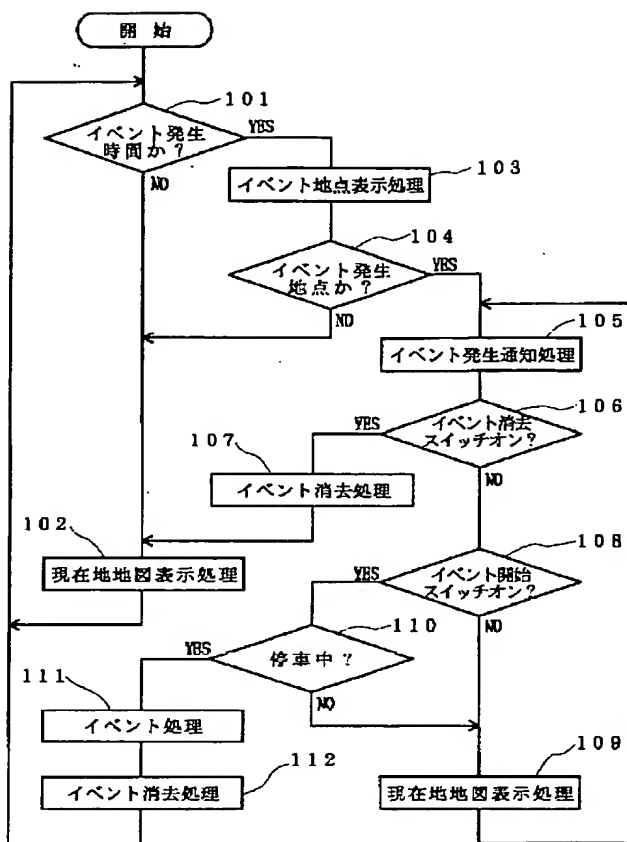 開始
101
イベント発生
時間か?
YES
NO
103
イベント地点表示処理
104
イベント発生
地点か?
YES
NO
105
イベント発生通知処理
106
イベント消去
スイッチオン?
YES
NO
107
イベント消去処理
102
現在地地図表示処理
108
イベント開始
スイッチオン?
YES
NO
110
停車中?
YES
NO
111
イベント処理
112
イベント消去処理
109
現在地地図表示処理